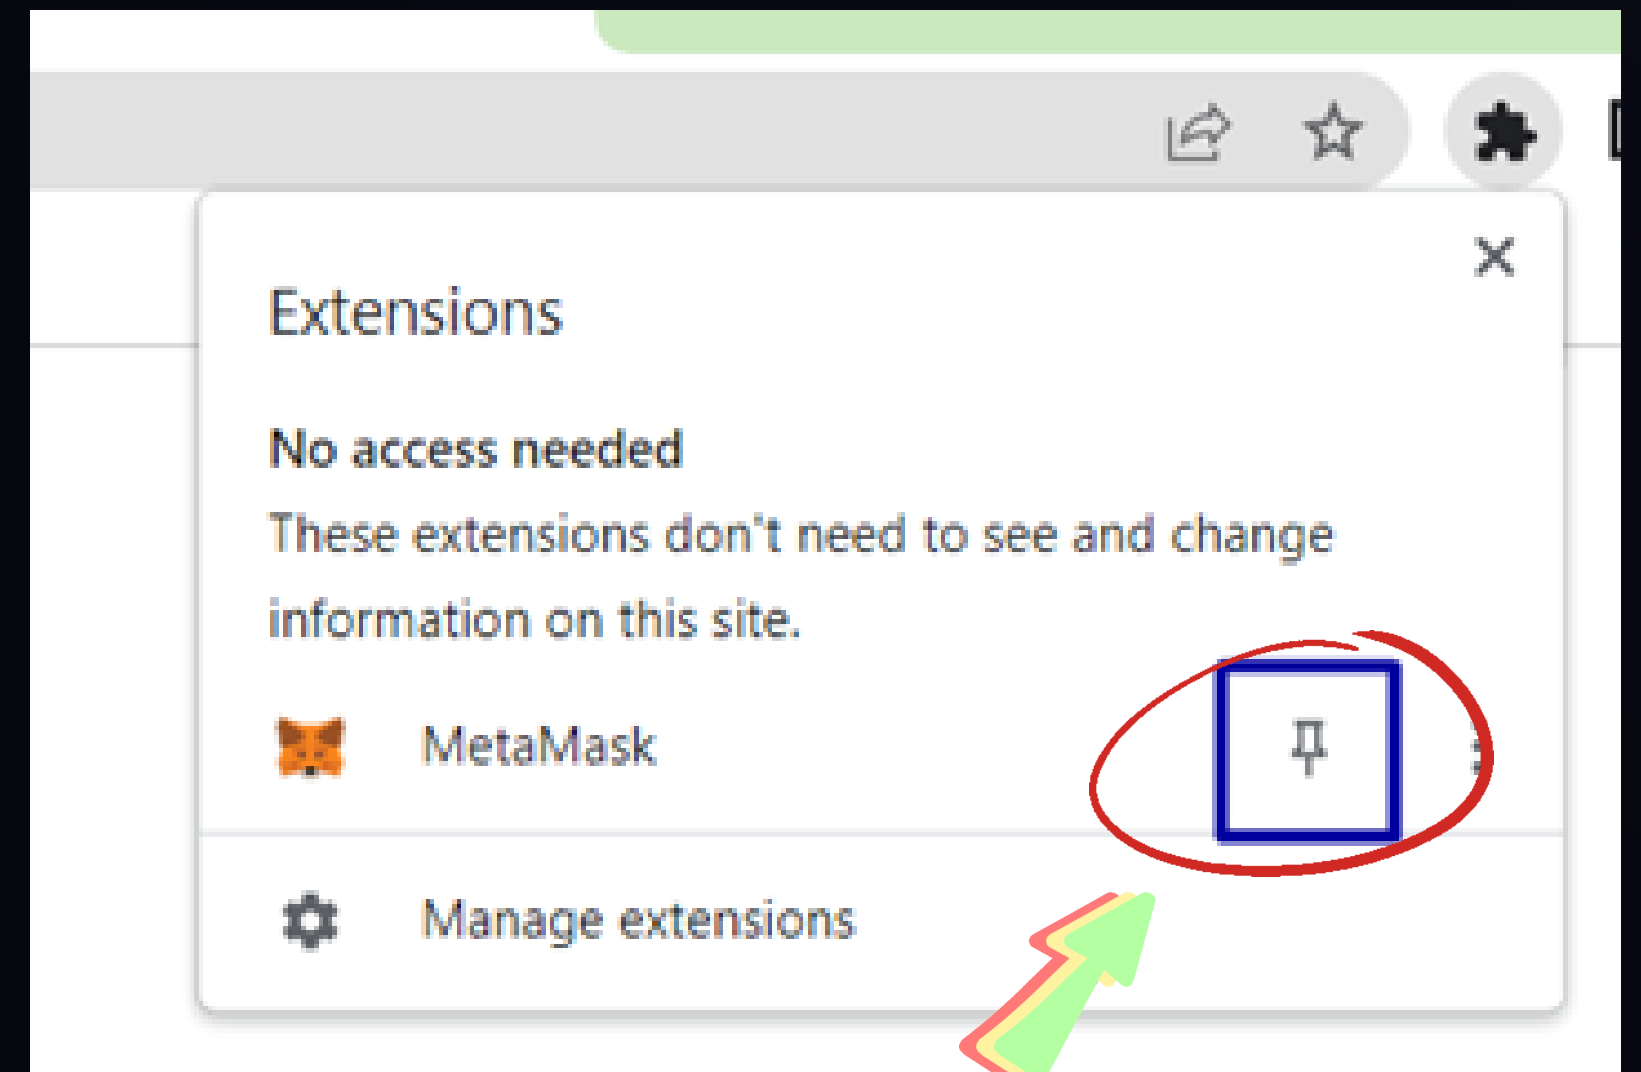 Extensions
No access needed
These extensions don't need to see and change
information on this site.
MetaMask
Manage extensions